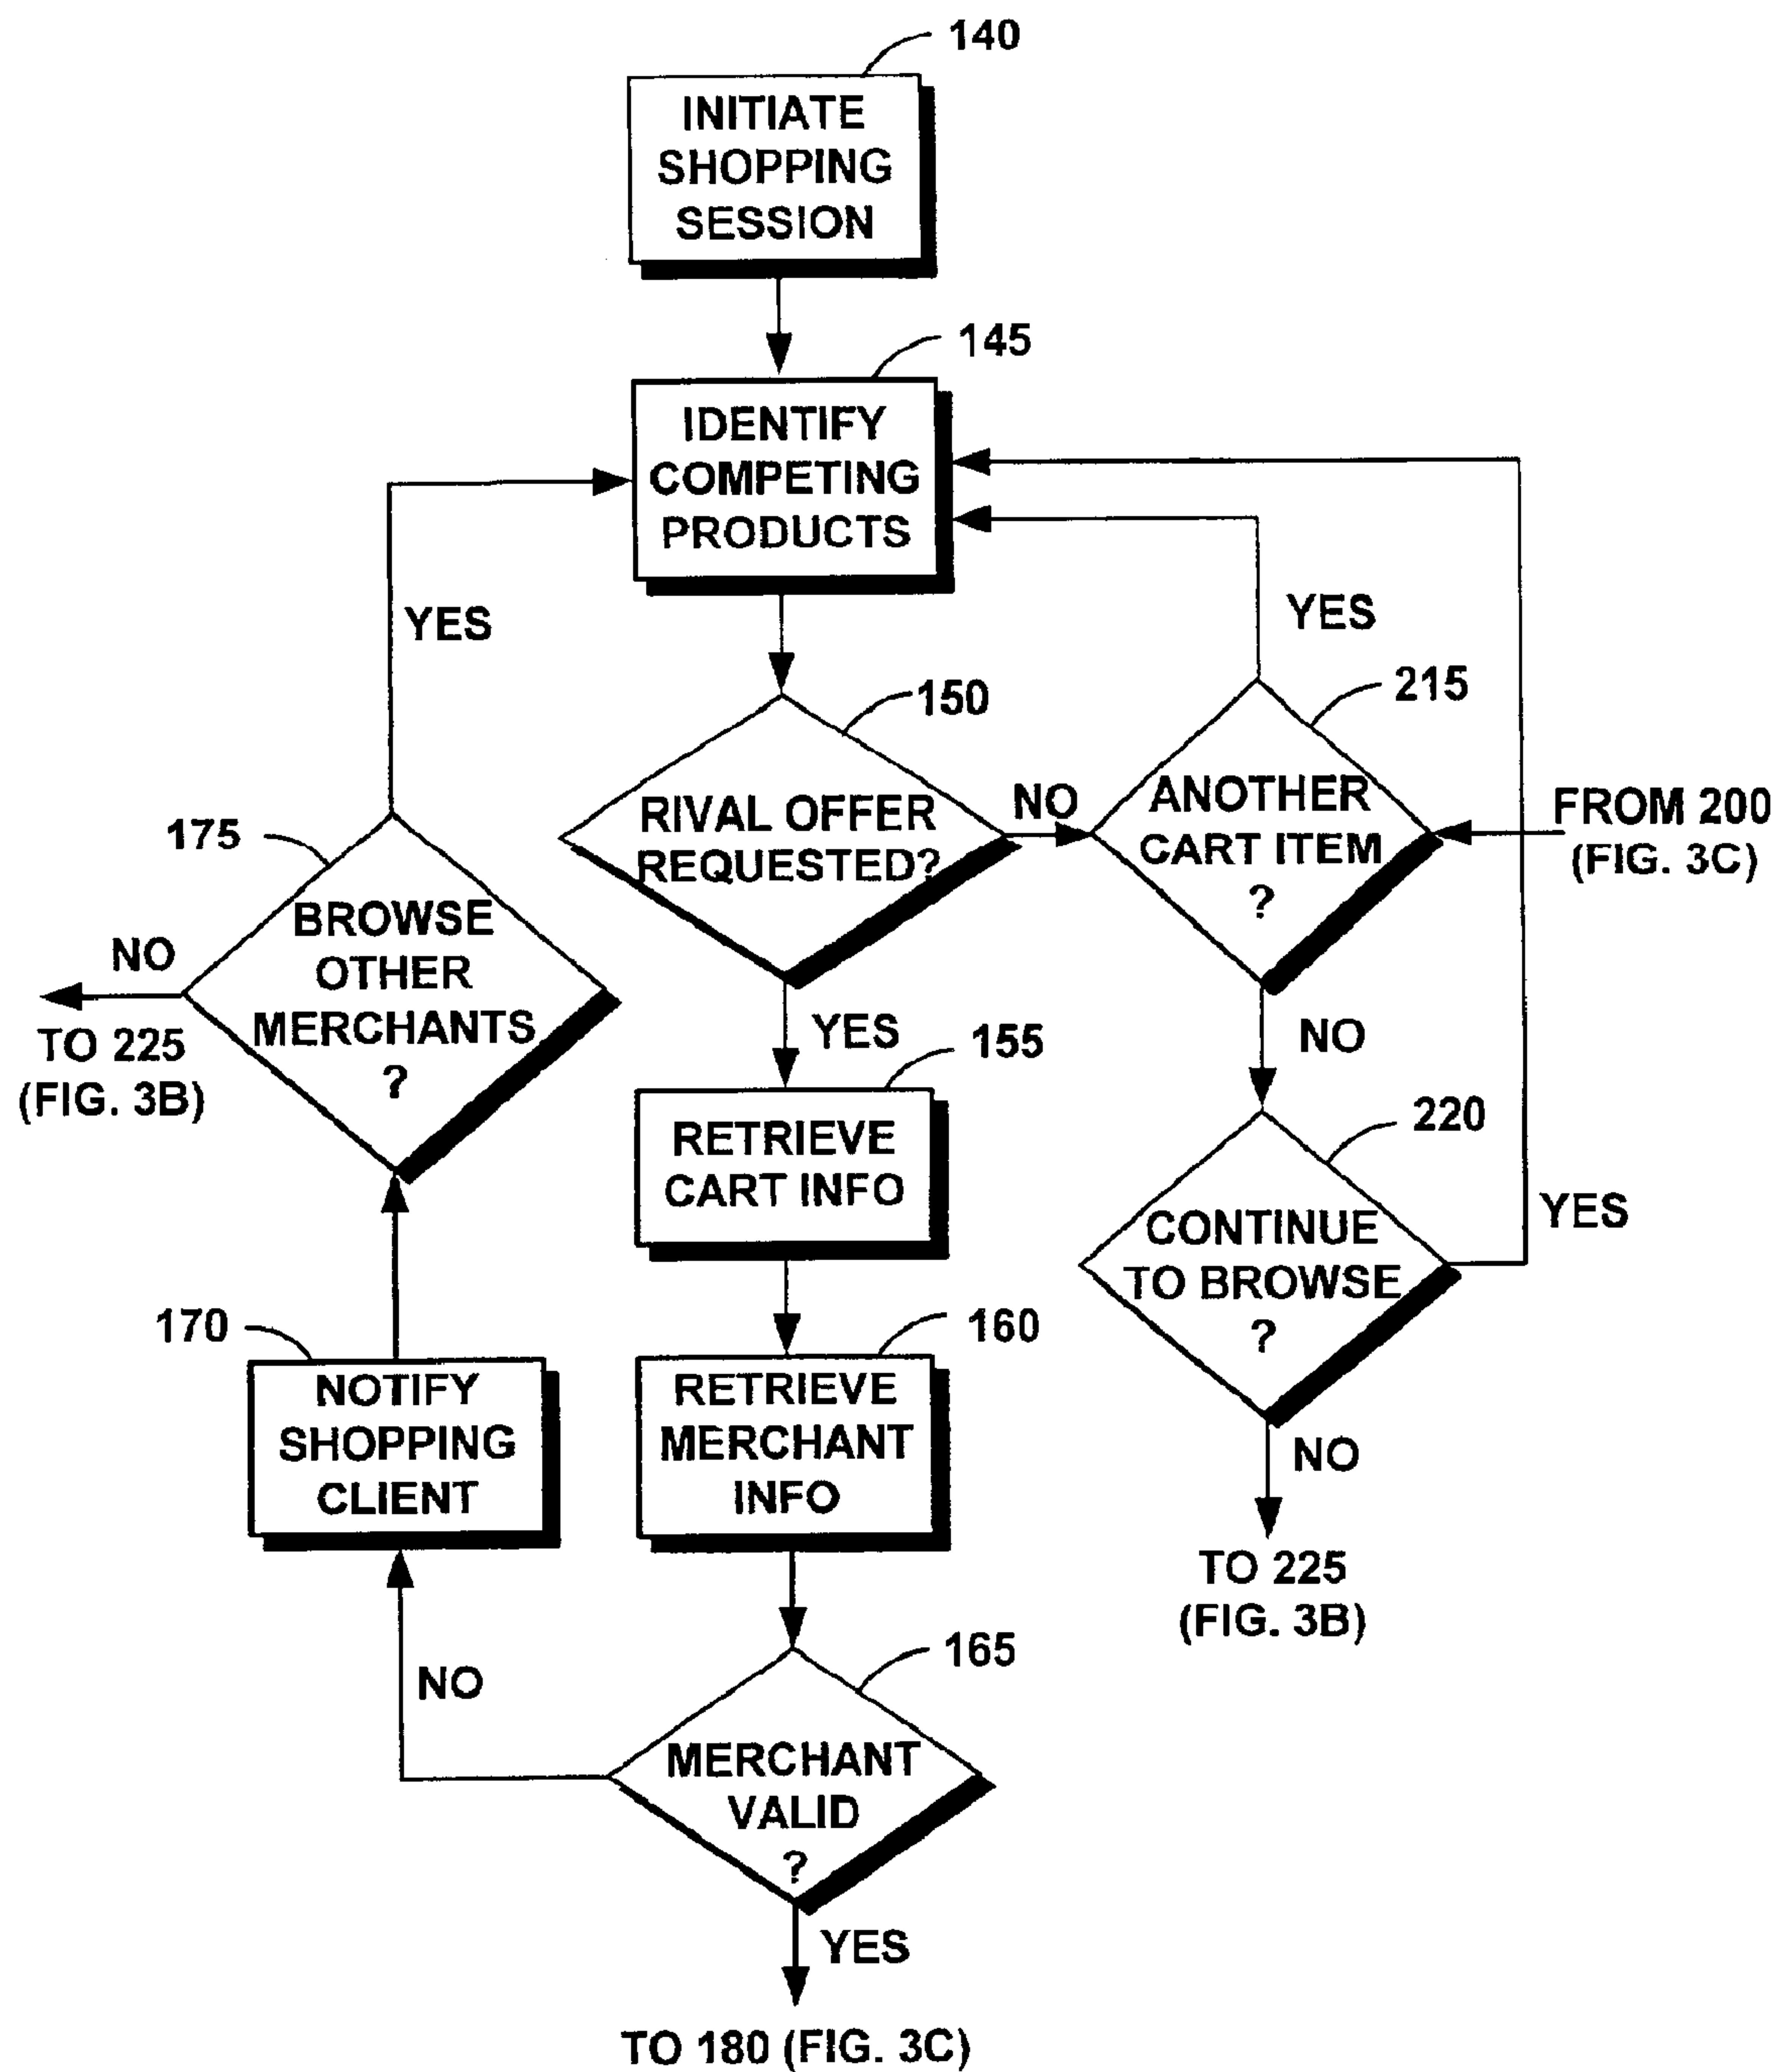 140
INITIATE
SHOPPING
SESSION
145
IDENTIFY
COMPETING
PRODUCTS
YES
YES
150
215
RIVAL OFFER
REQUESTED?
NO
ANOTHER
CART ITEM
?
FROM 200
(FIG. 3C)
175
BROWSE
OTHER
MERCHANTS
?
NO
TO 225
(FIG. 3B)
YES
155
NO
RETRIEVE
CART INFO
220
CONTINUE
TO BROWSE
?
YES
170
NOTIFY
SHOPPING
CLIENT
160
RETRIEVE
MERCHANT
INFO
NO
TO 225
(FIG. 3B)
165
NO
MERCHANT
VALID
?
YES
TO 180 (FIG. 3C)